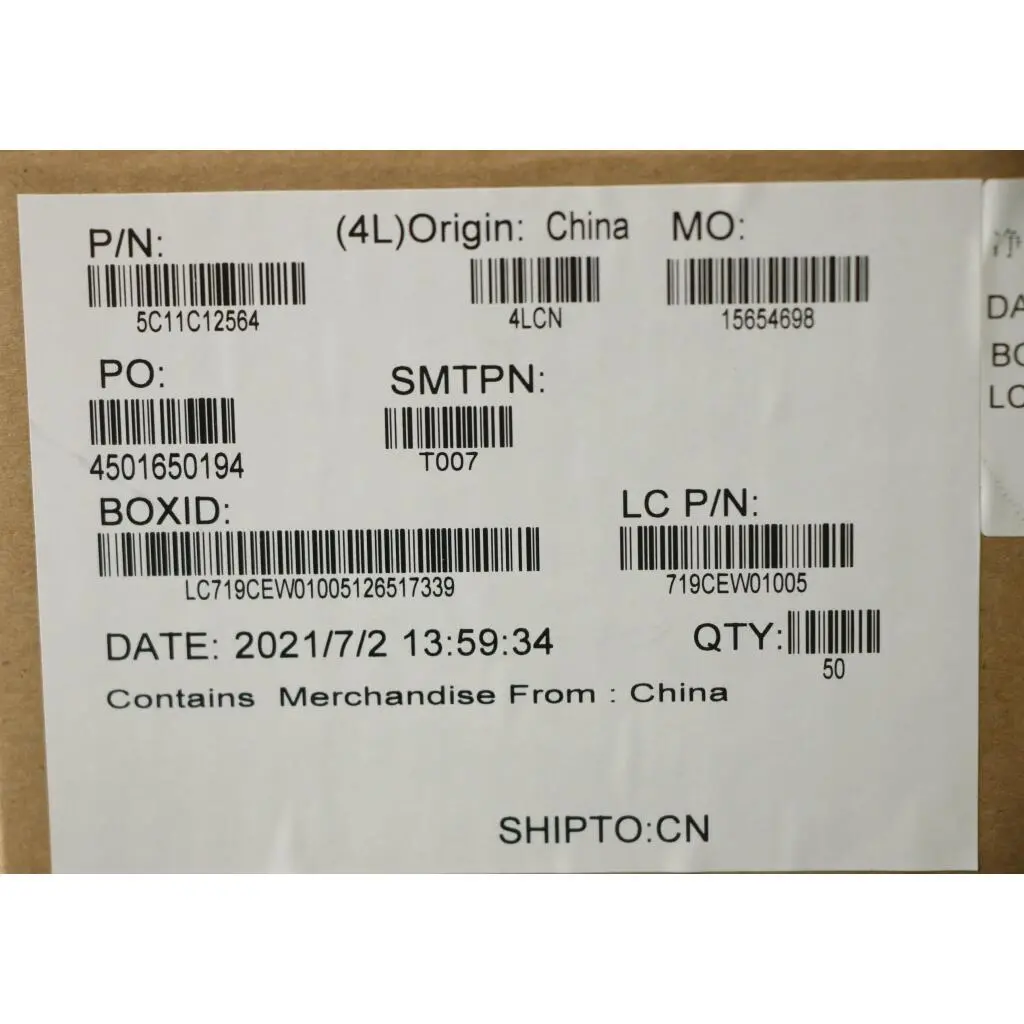 P/N:
(4L)Origin: China
MO:
5C11C12564
4LCN
15654698
PO:
SMTPN:
4501650194
T007
BOXID:
LC P/N:
LC719CEW01005126517339
719CEW01005
DATE: 2021/7/2 13:59:34
QTY:
50
Contains Merchandise From : China
SHIPTO:CN
DA
BO
LC